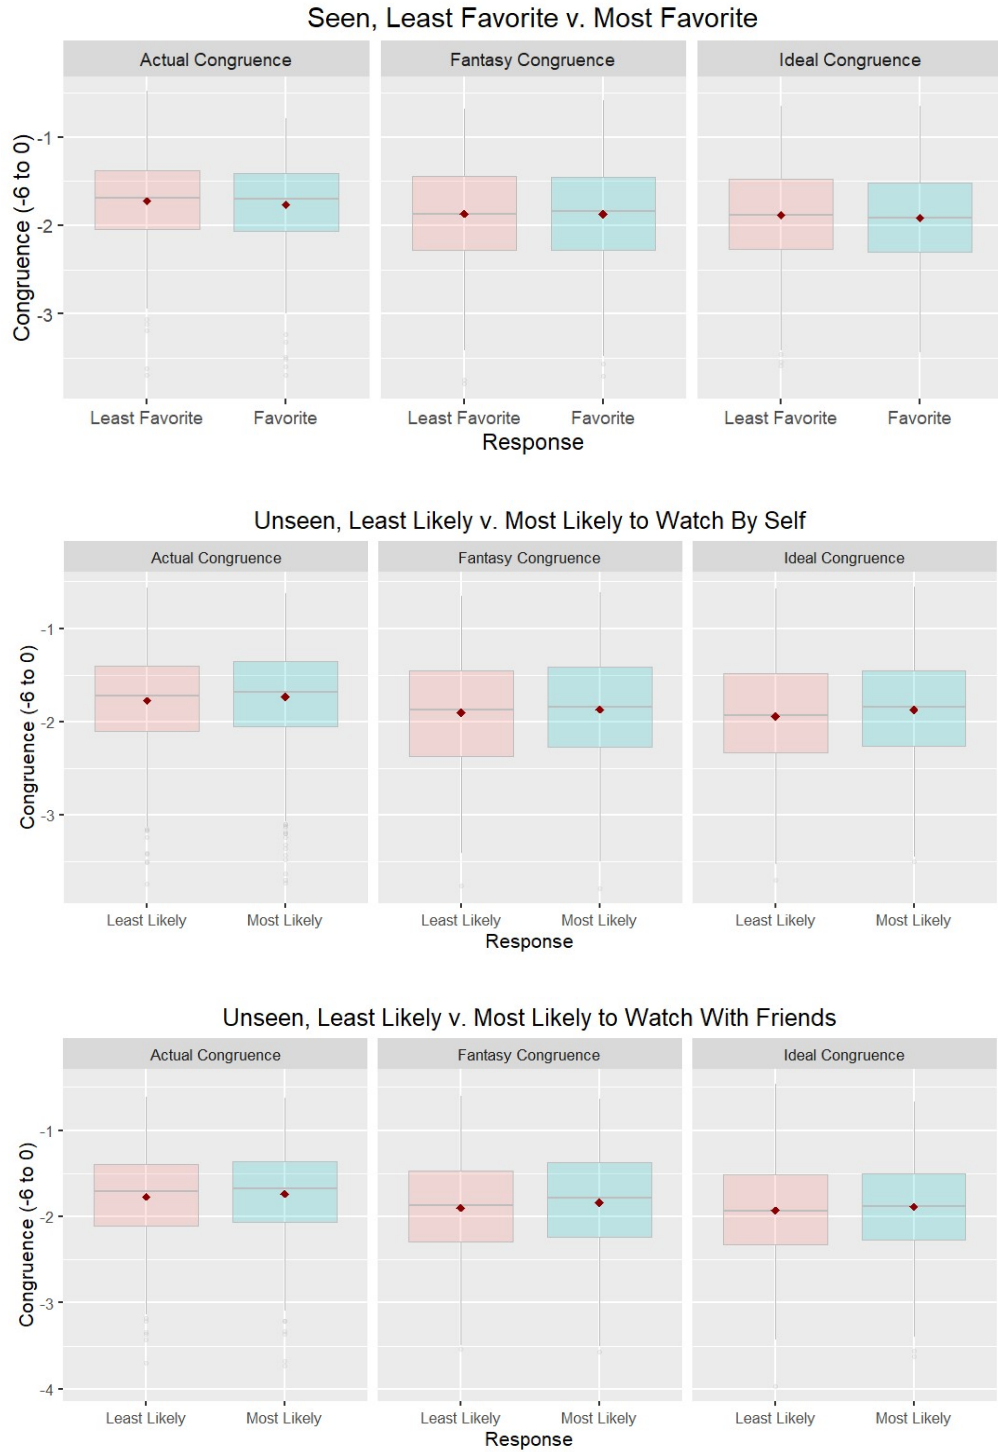 Seen, Least Favorite v. Most Favorite
Actual Congruence Fantasy Congruence Ideal Congruence
Congruence (-6 to 0)
-1
-2
-3
Least Favorite Favorite Least Favorite Favorite Least Favorite Favorite
Response
Unseen, Least Likely v. Most Likely to Watch By Self
Actual Congruence Fantasy Congruence Ideal Congruence
Congruence (-6 to 0)
-1
-2
-3
Least Likely Most Likely Least Likely Most Likely Least Likely Most Likely
Response
Unseen, Least Likely v. Most Likely to Watch With Friends
Actual Congruence Fantasy Congruence Ideal Congruence
Congruence (-6 to 0)
-1
-2
-3
-4
Least Likely Most Likely Least Likely Most Likely Least Likely Most Likely
Response